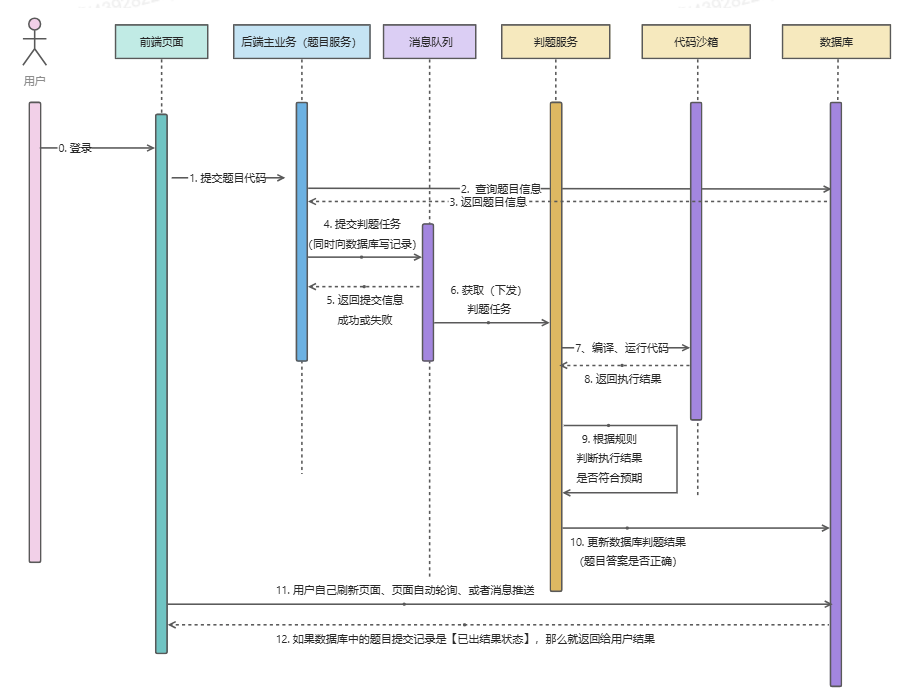 用户
前端页面
后端主业务（题目服务）
消息队列
判题服务
代码沙箱
数据库
0. 登录
1. 提交题目代码
2. 查询题目信息
3. 返回题目信息
4. 提交判题任务
(同时向数据库写记录)
5. 返回提交信息
成功或失败
6. 获取（下发）
判题任务
7、编译、运行代码
8. 返回执行结果
9. 根据规则
判断执行结果
是否符合预期
10. 更新数据库判题结果
（题目答案是否正确）
11. 用户自己刷新页面、页面自动轮询、或者消息推送
12. 如果数据库中的题目提交记录是【已出结果状态】，那么就返回给用户结果